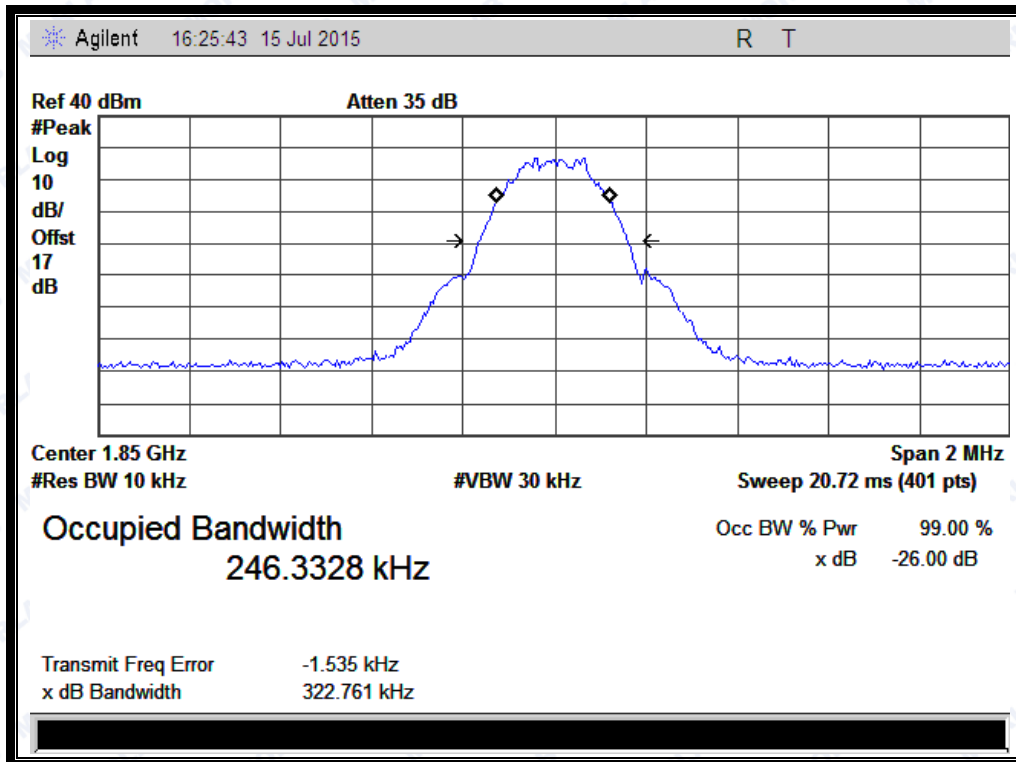 Agilent 16:25:43 15 Jul 2015 R T
Ref 40 dBm Atten 35 dB
#Peak
Log
10
dB/
Offst
17
dB
Center 1.85 GHz Span 2 MHz
#Res BW 10 kHz #VBW 30 kHz Sweep 20.72 ms (401 pts)
Occupied Bandwidth Occ BW % Pwr 99.00 %
246.3328 kHz x dB -26.00 dB
Transmit Freq Error -1.535 kHz
x dB Bandwidth 322.761 kHz